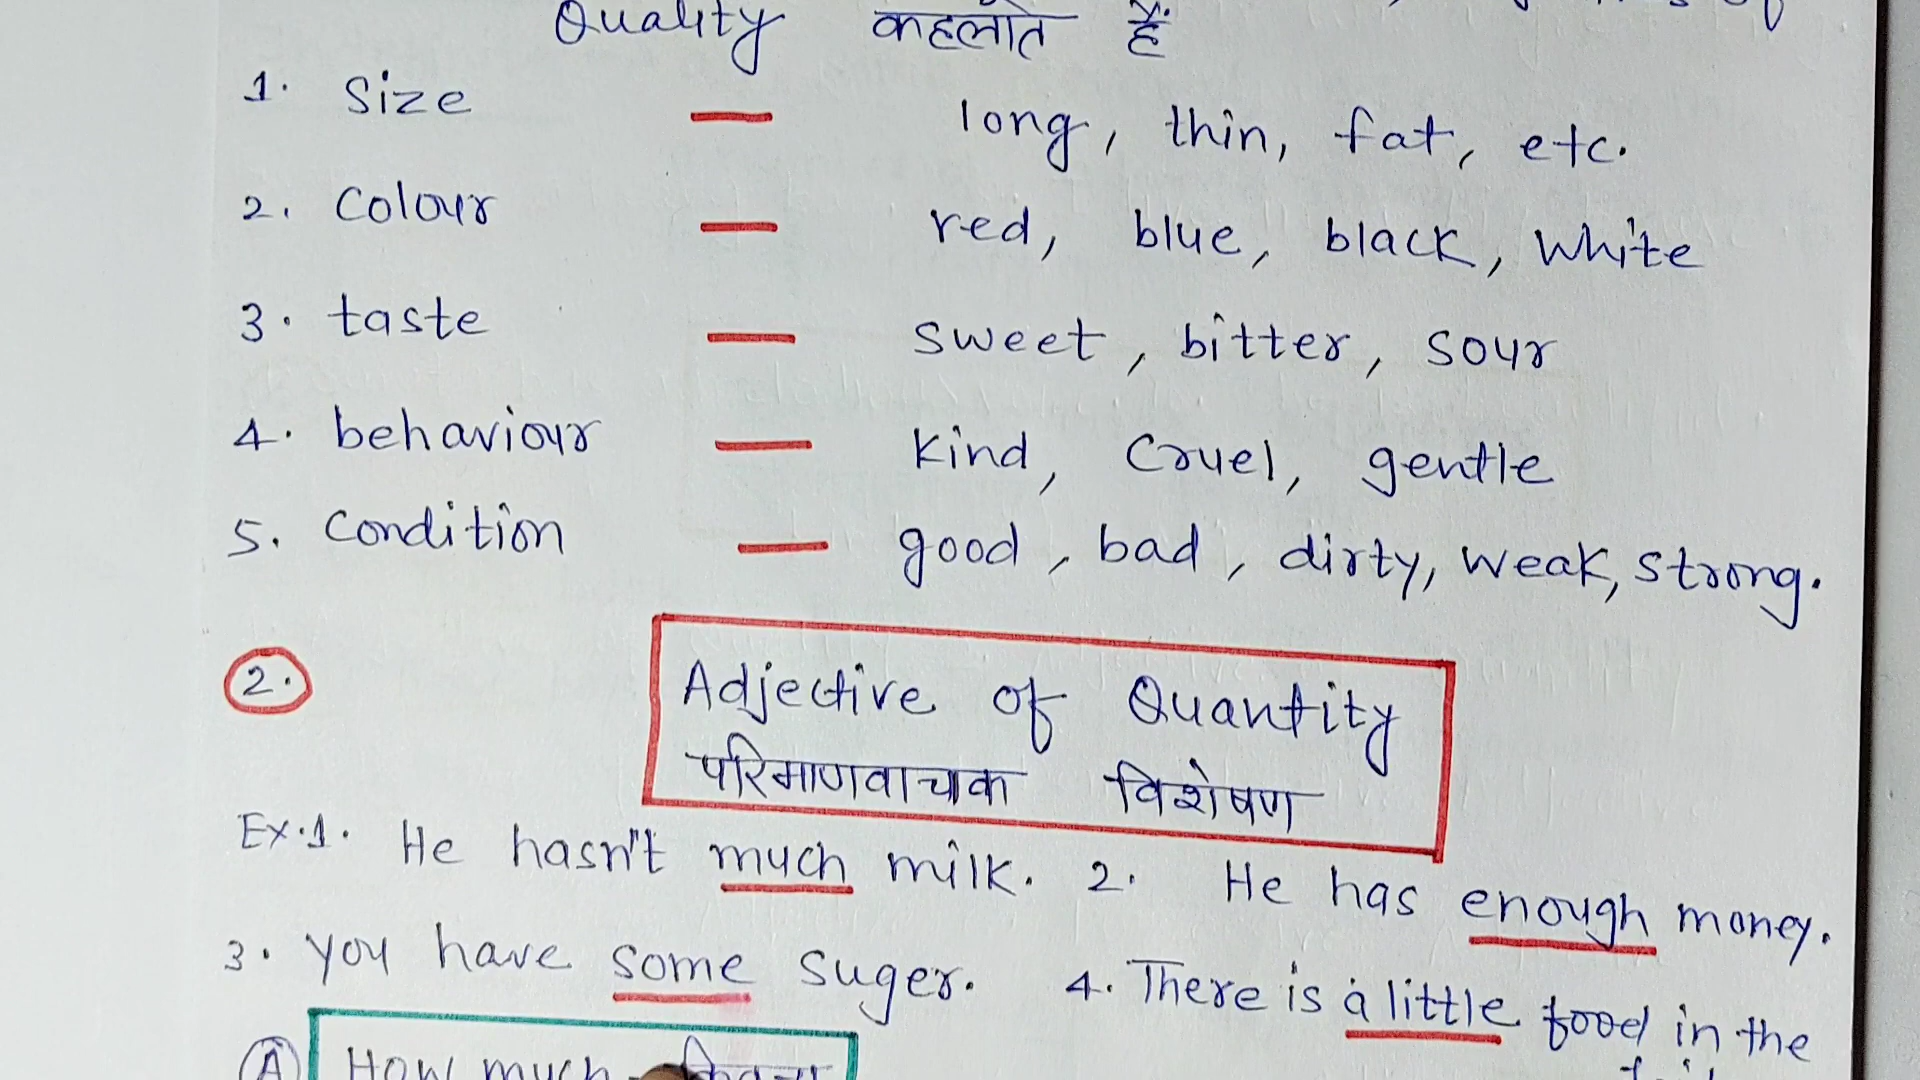 Quality कहलाते हैं
1. Size — long, thin, fat, etc.
2. Colour — red, blue, black, White
3. taste — sweet, bitter, sour
4. behaviour — Kind, Cruel, gentle
5. Condition — good, bad, dirty, weak, strong.
2.
Adjective of Quantity
परिमाणवाचक विशेषण
Ex.1. He hasn't much milk. 2. He has enough money.
3. you have some suger. 4. There is a little food in the
A How much कितना